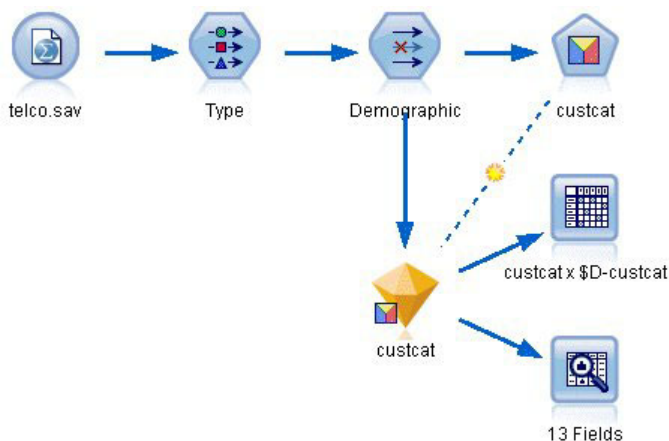 telco.sav
Type
Demographic
custcat
custcat x $D-custcat
custcat
13 Fields